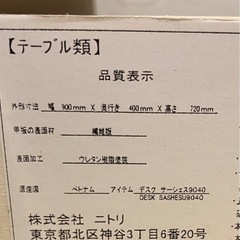 【テーブル類】
品質表示
外形寸法 幅 900mm X 奥行き 400mm X 高さ 720mm
甲板の表面材 繊維板
表面加工 ウレタン樹脂塗装
原産国 ベトナム アイテム デスク サーシェス9040
DESK SASHESU9040
株式会社 ニトリ
東京都北区神谷3丁目6番20号